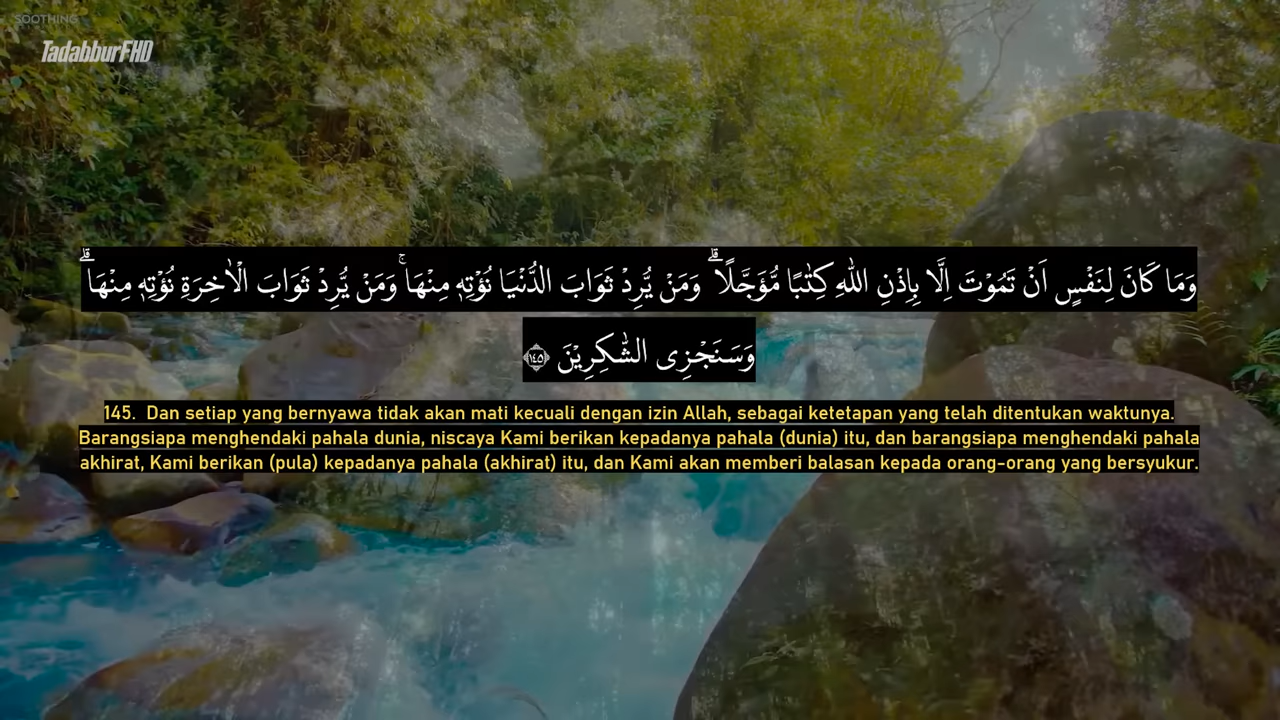 SOOTHING
TadabburFHD
وَمَا كَانَ لِنَفْسٍ اَنْ تَمُوْتَ اِلَّا بِاِذْنِ اللّٰهِ كِتٰبًا مُّؤَجَّلًا ۗ وَمَنْ يُّرِدْ ثَوَابَ الدُّنْيَا نُؤْتِهٖ مِنْهَا ۚ وَمَنْ يُّرِدْ ثَوَابَ الْاٰخِرَةِ نُؤْتِهٖ مِنْهَا ۗ
وَسَنَجْزِى الشّٰكِرِيْنَ ١٤٥
145. Dan setiap yang bernyawa tidak akan mati kecuali dengan izin Allah, sebagai ketetapan yang telah ditentukan waktunya.
Barangsiapa menghendaki pahala dunia, niscaya Kami berikan kepadanya pahala (dunia) itu, dan barangsiapa menghendaki pahala
akhirat, Kami berikan (pula) kepadanya pahala (akhirat) itu, dan Kami akan memberi balasan kepada orang-orang yang bersyukur.